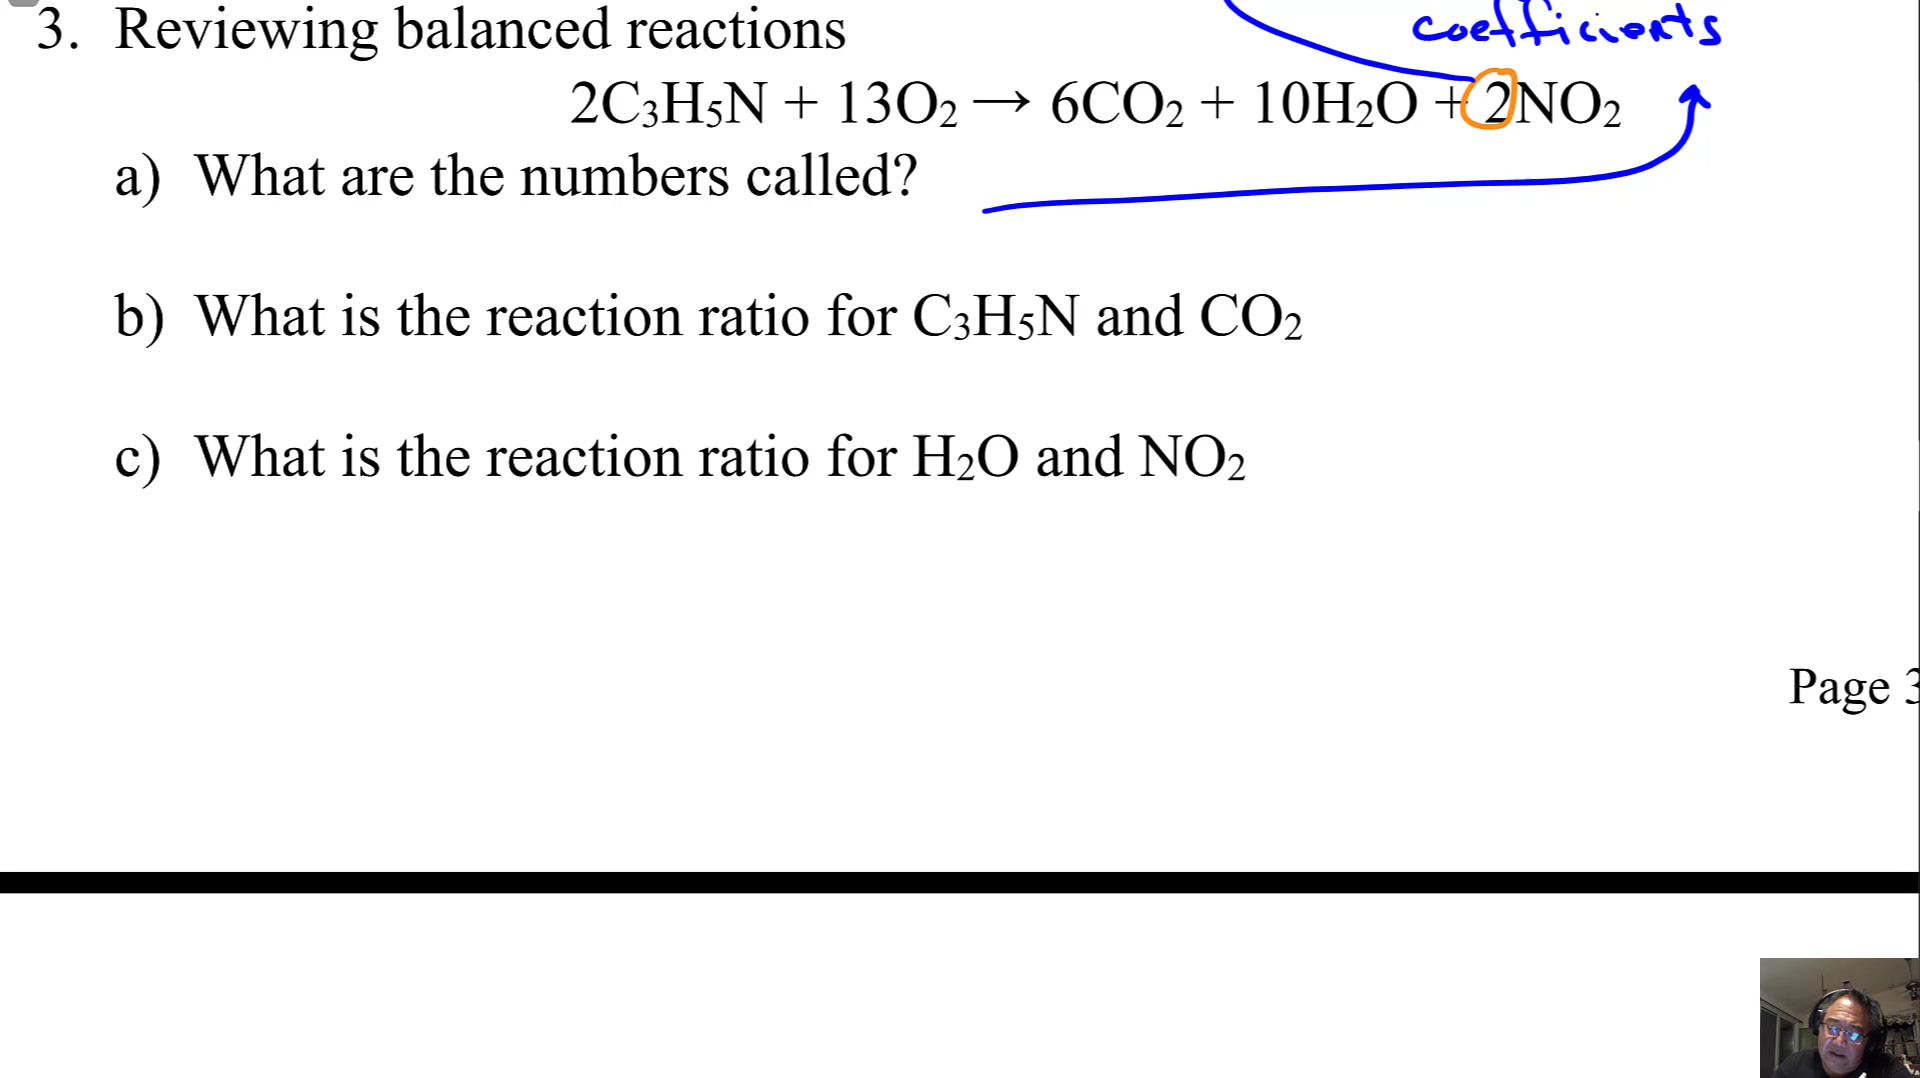 coefficients
3. Reviewing balanced reactions
2C₃H₅N + 13O₂ → 6CO₂ + 10H₂O + 2NO₂
a) What are the numbers called?
b) What is the reaction ratio for C₃H₅N and CO₂
c) What is the reaction ratio for H₂O and NO₂
Page 3